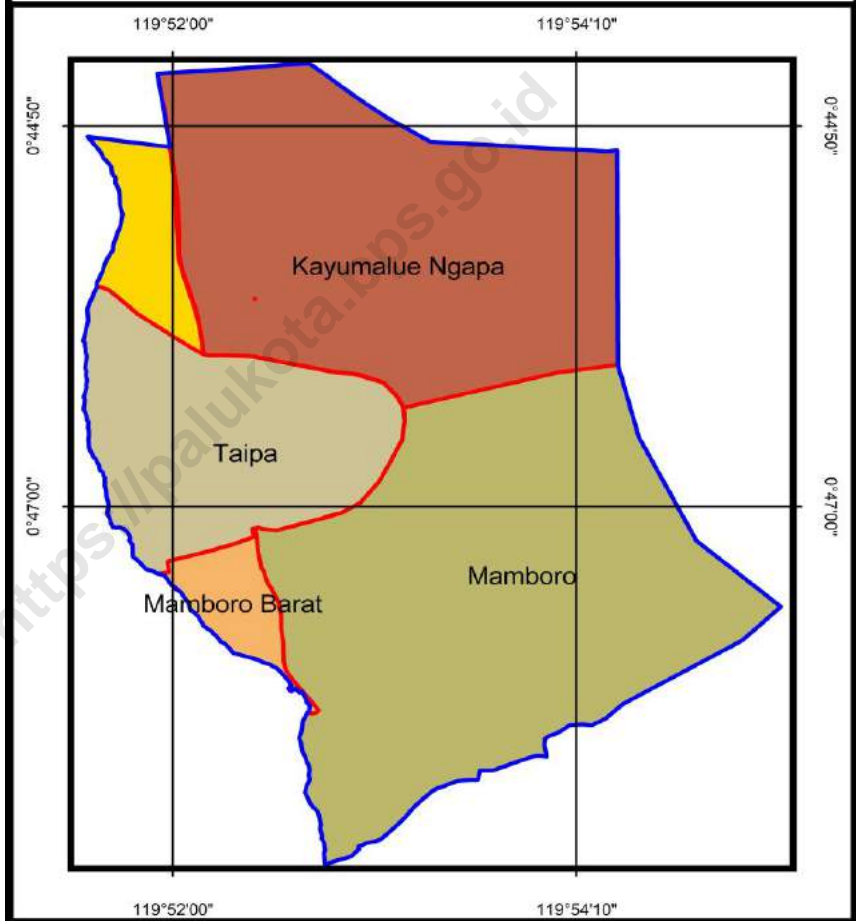 119°52'00"
119°54'10"
0°44'50"
0°44'50"
Kayumalue Ngapa
Taipa
0°47'00"
0°47'00"
Mamboro
Mamboro Barat
119°52'00"
119°54'10"
https://palukota.bps.go.id